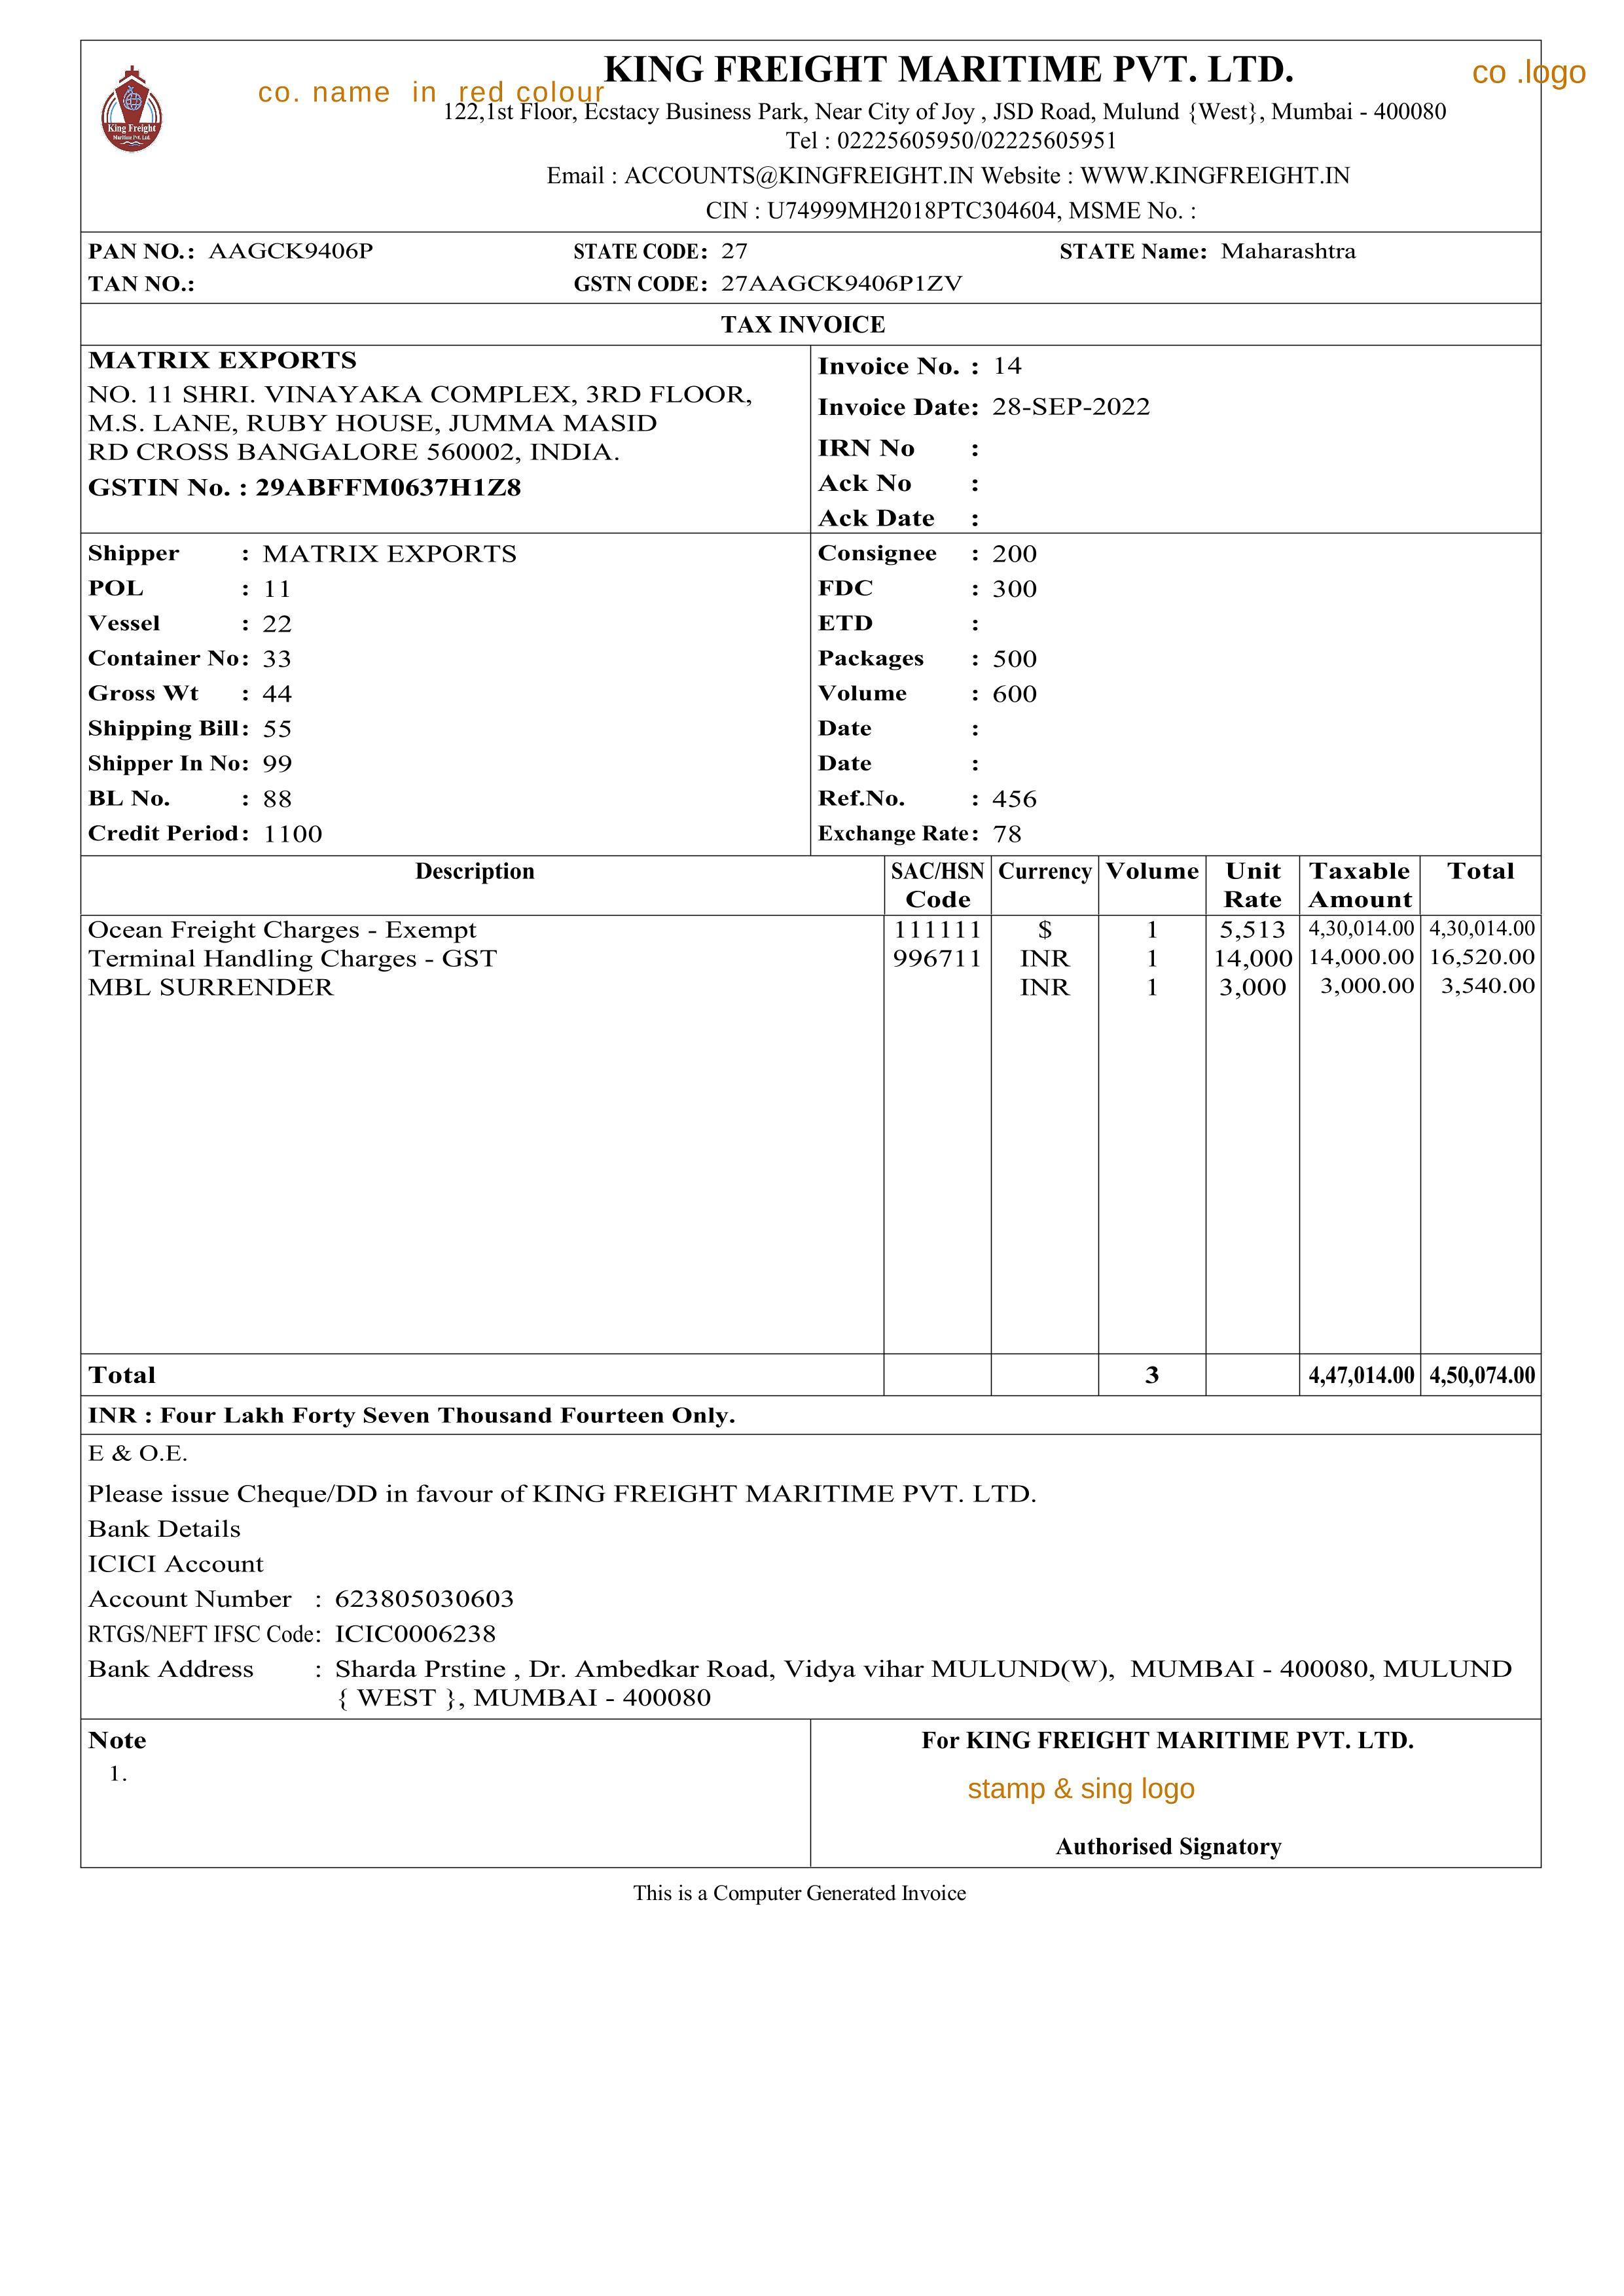 King Freight
Maritime Pvt. Ltd.
co. name in red colour
KING FREIGHT MARITIME PVT. LTD.
co .logo
122,1st Floor, Ecstacy Business Park, Near City of Joy , JSD Road, Mulund {West}, Mumbai - 400080
Tel : 02225605950/02225605951
Email : ACCOUNTS@KINGFREIGHT.IN Website : WWW.KINGFREIGHT.IN
CIN : U74999MH2018PTC304604, MSME No. :
PAN NO.: AAGCK9406P STATE CODE: 27 STATE Name: Maharashtra
TAN NO.: GSTN CODE: 27AAGCK9406P1ZV
TAX INVOICE
MATRIX EXPORTS
NO. 11 SHRI. VINAYAKA COMPLEX, 3RD FLOOR,
M.S. LANE, RUBY HOUSE, JUMMA MASID
RD CROSS BANGALORE 560002, INDIA.
GSTIN No. : 29ABFFM0637H1Z8
Invoice No. : 14
Invoice Date: 28-SEP-2022
IRN No :
Ack No :
Ack Date :
Shipper : MATRIX EXPORTS Consignee : 200
POL : 11 FDC : 300
Vessel : 22 ETD :
Container No: 33 Packages : 500
Gross Wt : 44 Volume : 600
Shipping Bill: 55 Date :
Shipper In No: 99 Date :
BL No. : 88 Ref.No. : 456
Credit Period: 1100 Exchange Rate: 78
Description SAC/HSN Code Currency Volume Unit Rate Taxable Amount Total
Ocean Freight Charges - Exempt 111111 $ 1 5,513 4,30,014.00 4,30,014.00
Terminal Handling Charges - GST 996711 INR 1 14,000 14,000.00 16,520.00
MBL SURRENDER INR 1 3,000 3,000.00 3,540.00
Total 3 4,47,014.00 4,50,074.00
INR : Four Lakh Forty Seven Thousand Fourteen Only.
E & O.E.
Please issue Cheque/DD in favour of KING FREIGHT MARITIME PVT. LTD.
Bank Details
ICICI Account
Account Number : 623805030603
RTGS/NEFT IFSC Code: ICIC0006238
Bank Address : Sharda Prstine , Dr. Ambedkar Road, Vidya vihar MULUND(W), MUMBAI - 400080, MULUND
{ WEST }, MUMBAI - 400080
Note
1.
For KING FREIGHT MARITIME PVT. LTD.
stamp & sing logo
Authorised Signatory
This is a Computer Generated Invoice